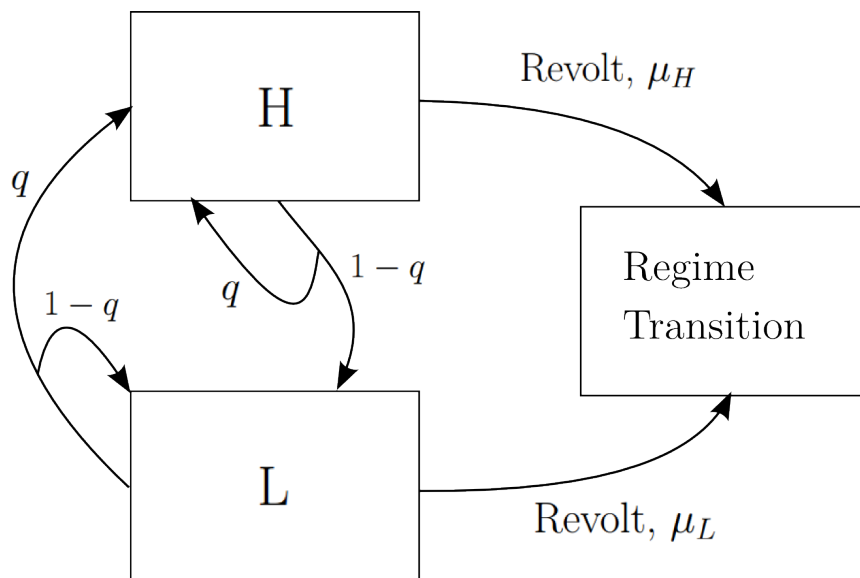 Revolt, μ_H
H
q
1 − q
q
1 − q
Regime
Transition
L
Revolt, μ_L